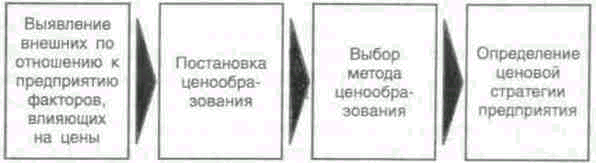 Выявление
внешних по
отношению к
предприятию
факторов,
влияющих
на цены
Постановка
ценообра-
зования
Выбор
метода
ценообра-
зования
Определение
ценовой
стратегии
предприятия